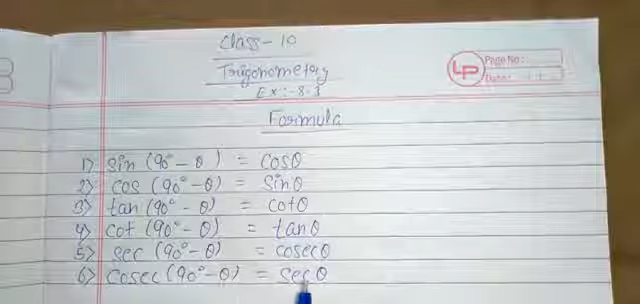 Class - 10
Trigonometry
Ex :- 8.3
LP
Page No:
Date:
Formula
1) sin (90° - θ) = cosθ
2) cos (90° - θ) = sinθ
3) tan (90° - θ) = cotθ
4) cot (90° - θ) = tanθ
5) sec (90° - θ) = cosecθ
6) cosec (90° - θ) = secθ